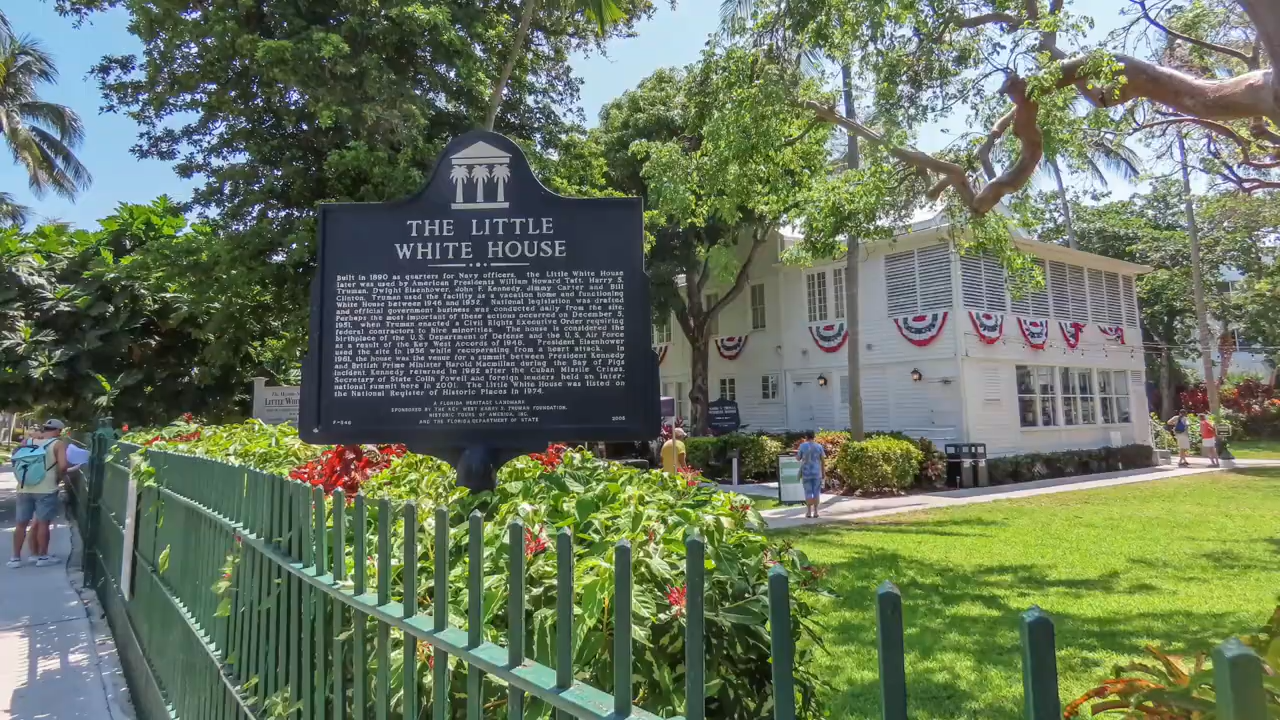 THE LITTLE
WHITE HOUSE
Built in 1890 as quarters for Navy officers, the Little White House
later was used by American Presidents William Howard Taft, Harry S.
Truman, Dwight Eisenhower, John F. Kennedy, Jimmy Carter and Bill
Clinton. Truman used the facility as a vacation home and functioning
White House between 1946 and 1952. National legislation was drafted
and official government business was conducted daily from the site.
Perhaps the most important of these actions occurred on December 5,
1951, when Truman enacted a Civil Rights Executive Order requiring
federal contractors to hire minorities. The house is considered the
birthplace of the U.S. Department of Defense and the U.S. Air Force
as a result of the Key West Accords of 1948. President Eisenhower
used the site in 1956 while recuperating from a heart attack. In
1961, the house was the venue for a summit between President Kennedy
and British Prime Minister Harold Macmillan during the Bay of Pigs
incident. Kennedy returned in 1962 after the Cuban Missile Crises.
Secretary of State Colin Powell and foreign leaders held an inter-
national summit here in 2001. The Little White House was listed on
the National Register of Historic Places in 1974.
A FLORIDA HERITAGE LANDMARK
SPONSORED BY THE KEY WEST HARRY S. TRUMAN FOUNDATION,
HISTORIC TOURS OF AMERICA, INC.
F-546 AND THE FLORIDA DEPARTMENT OF STATE 2005